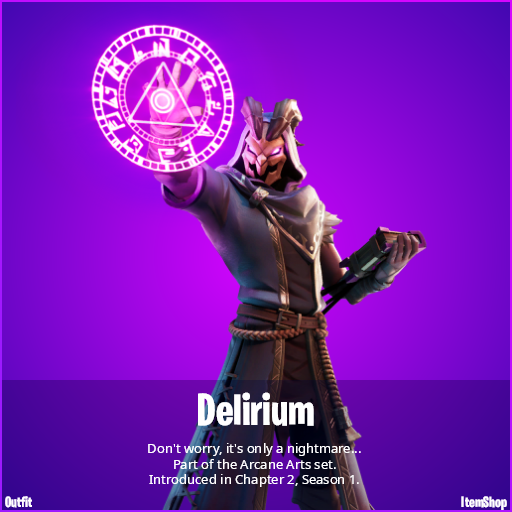 Delirium
Don't worry, it's only a nightmare...
Part of the Arcane Arts set.
Introduced in Chapter 2, Season 1.
Outfit
ItemShop